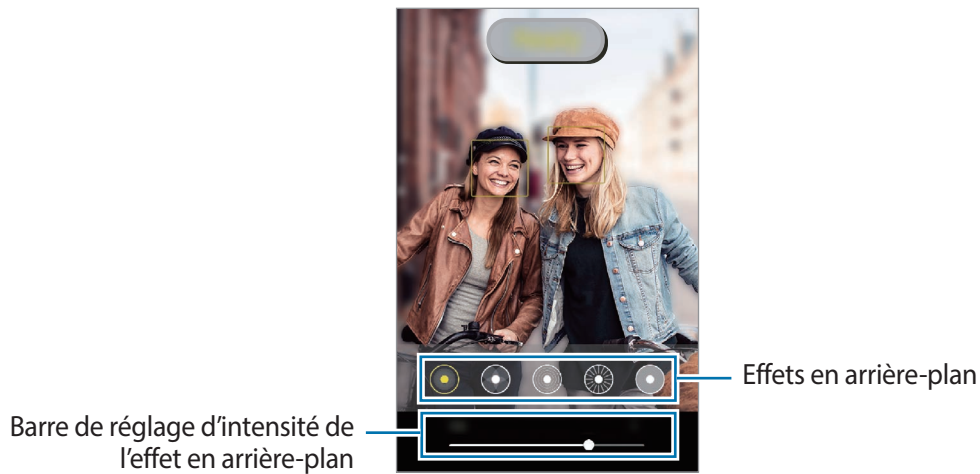 Effets en arrière-plan
Barre de réglage d'intensité de
l'effet en arrière-plan